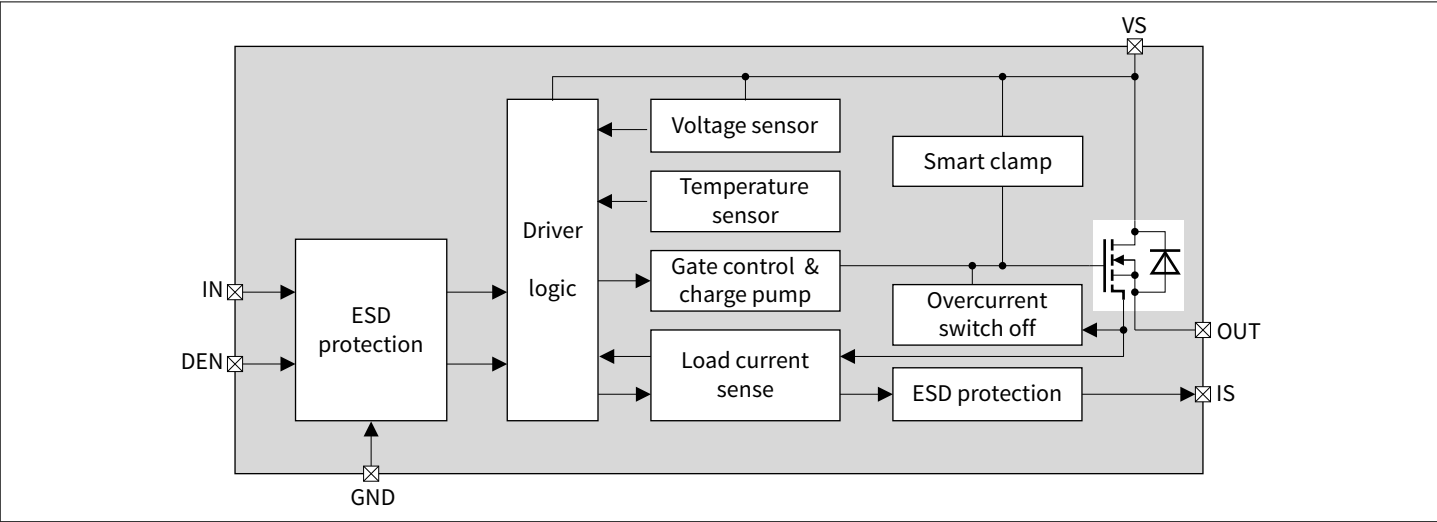 VS
Voltage sensor
Smart clamp
Temperature
sensor
Driver
logic
Gate control &
charge pump
IN
ESD
protection
Overcurrent
switch off
OUT
DEN
Load current
sense
ESD protection
IS
GND